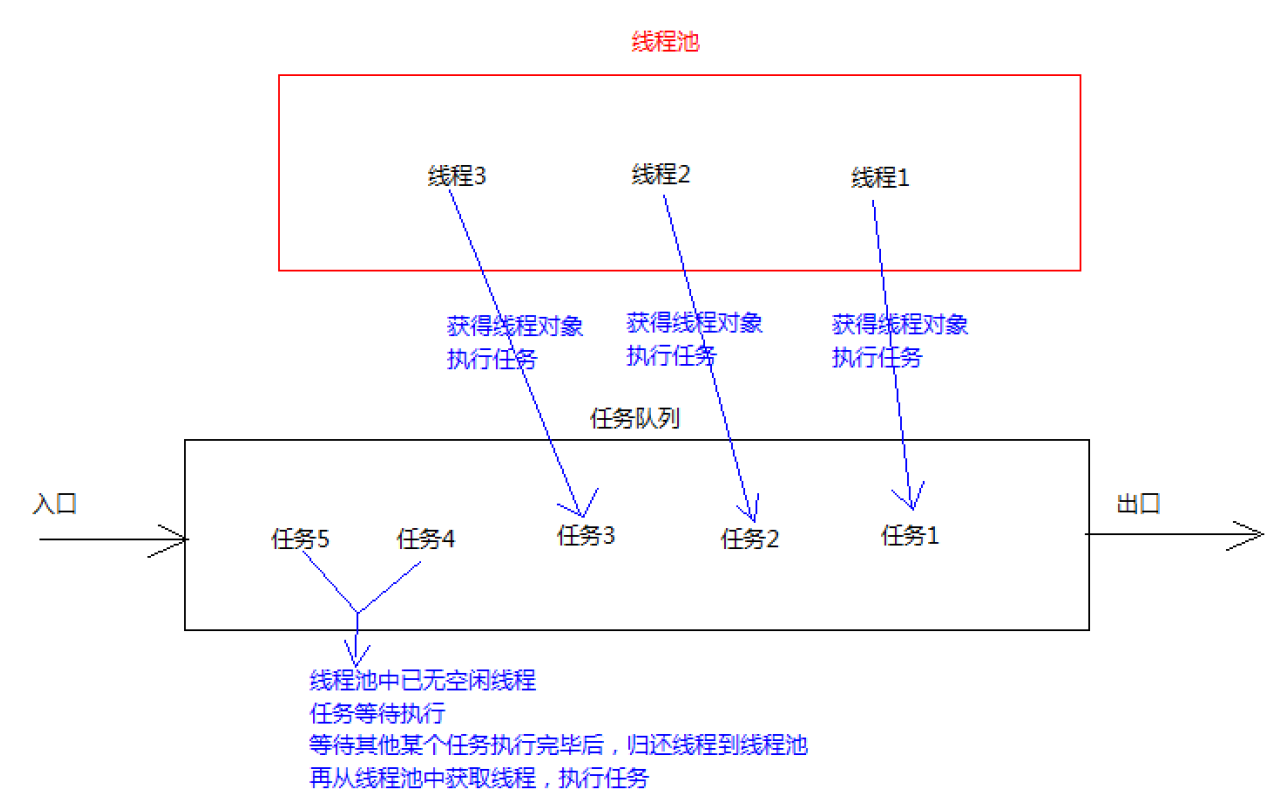 线程池
线程3
线程2
线程1
获得线程对象
执行任务
获得线程对象
执行任务
获得线程对象
执行任务
任务队列
入口
出口
任务5
任务4
任务3
任务2
任务1
线程池中已无空闲线程
任务等待执行
等待其他某个任务执行完毕后，归还线程到线程池
再从线程池中获取线程，执行任务